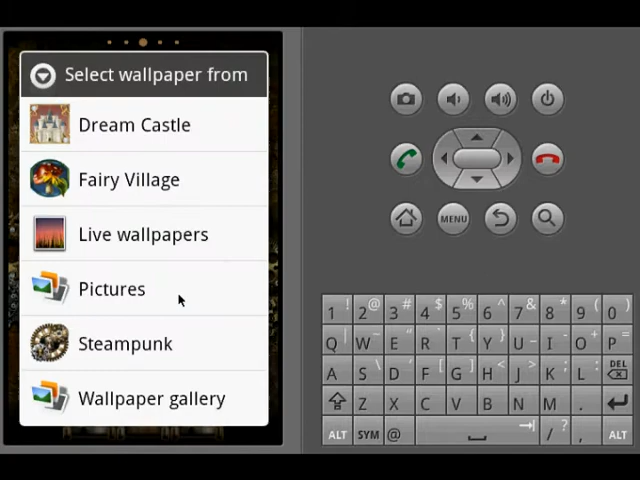 Select wallpaper from
Dream Castle
Fairy Village
Live wallpapers
Pictures
Steampunk
Wallpaper gallery
MENU
1 ! 2 @ 3 # 4 $ 5 % 6 ^ 7 & 8 * 9 ( 0 )
Q | W ~ E " R ` T { Y } U _ I - O + P =
A S \ D ' F [ G ] H < J > K ; L : DEL
Z X C V B N M .
ALT SYM @ / ? , ALT